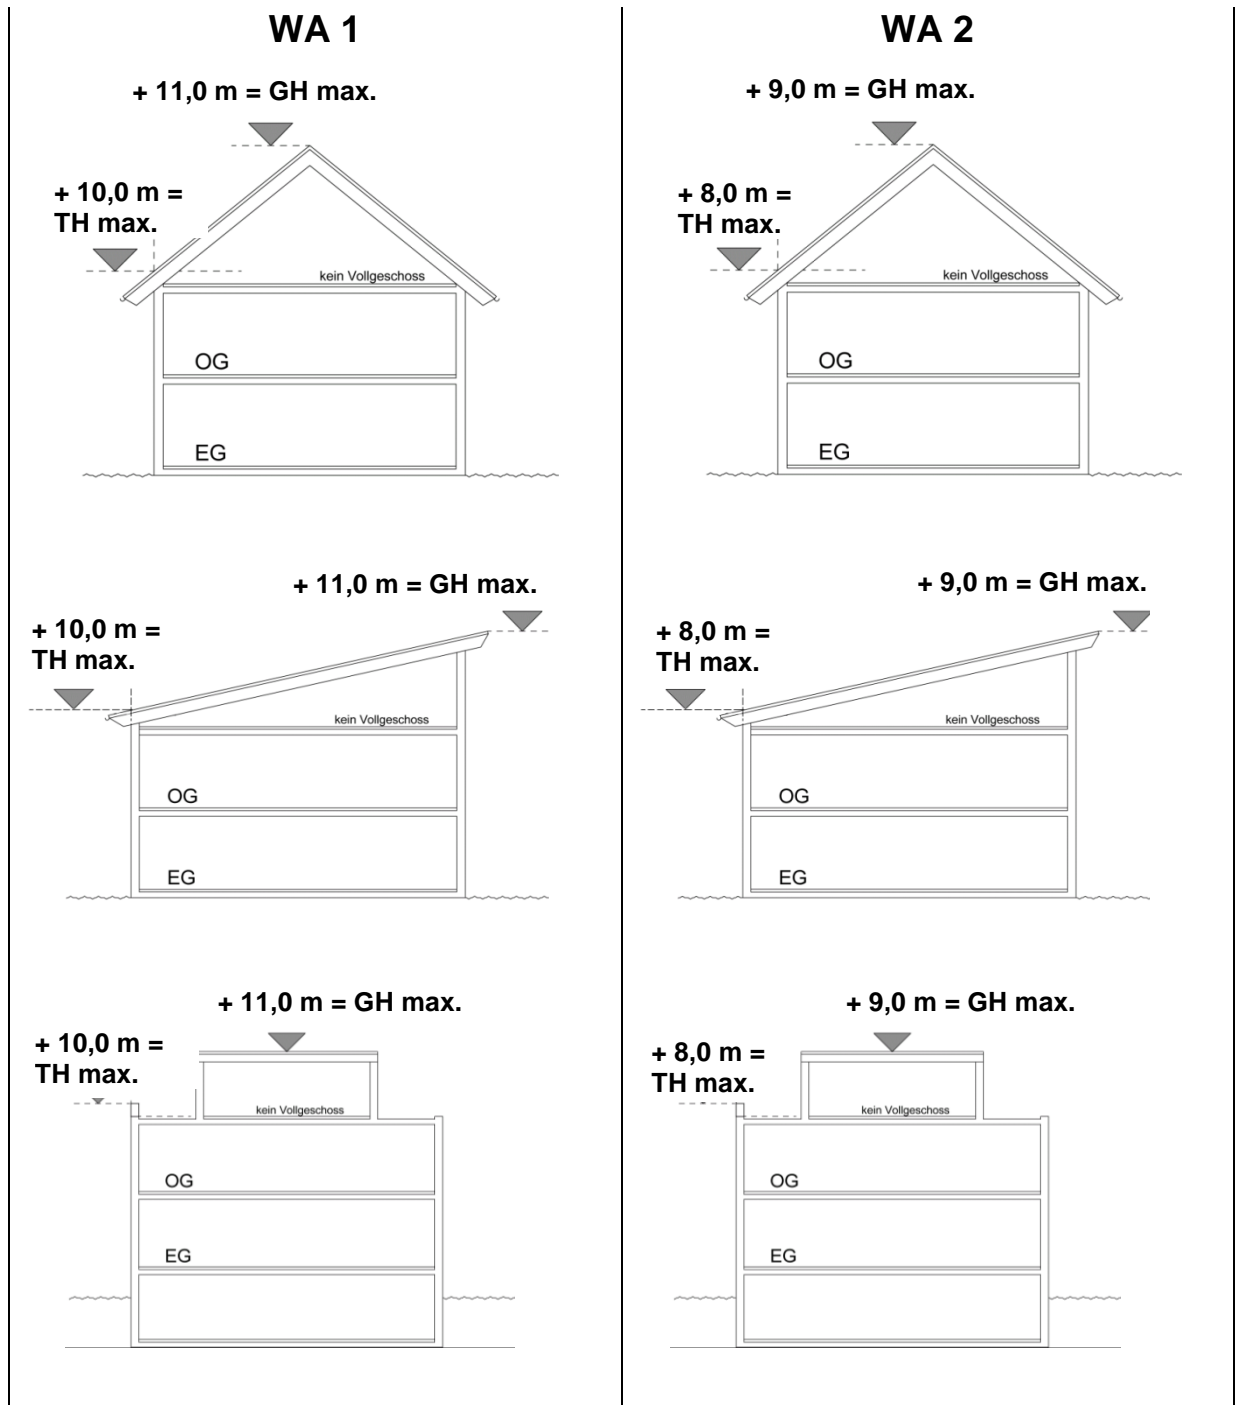 WA 1
+ 11,0 m = GH max.
+ 10,0 m =
TH max.
kein Vollgeschoss
OG
EG
+ 11,0 m = GH max.
+ 10,0 m =
TH max.
kein Vollgeschoss
OG
EG
+ 11,0 m = GH max.
+ 10,0 m =
TH max.
kein Vollgeschoss
OG
EG
WA 2
+ 9,0 m = GH max.
+ 8,0 m =
TH max.
kein Vollgeschoss
OG
EG
+ 9,0 m = GH max.
+ 8,0 m =
TH max.
kein Vollgeschoss
OG
EG
+ 9,0 m = GH max.
+ 8,0 m =
TH max.
kein Vollgeschoss
OG
EG